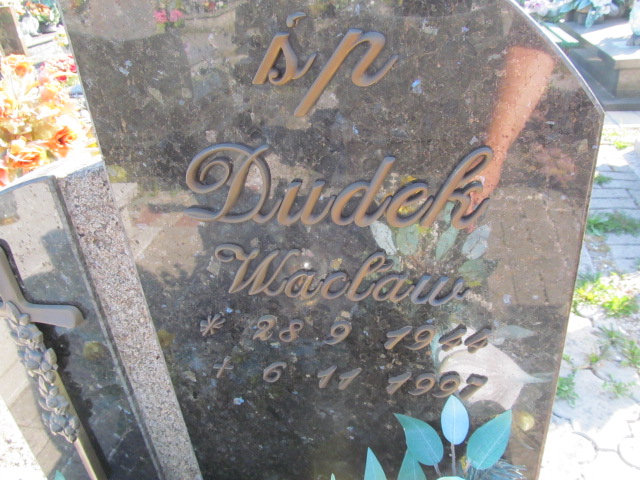 śp
Dudek
Wacław
* 28 9 1944
+ 6 11 1997